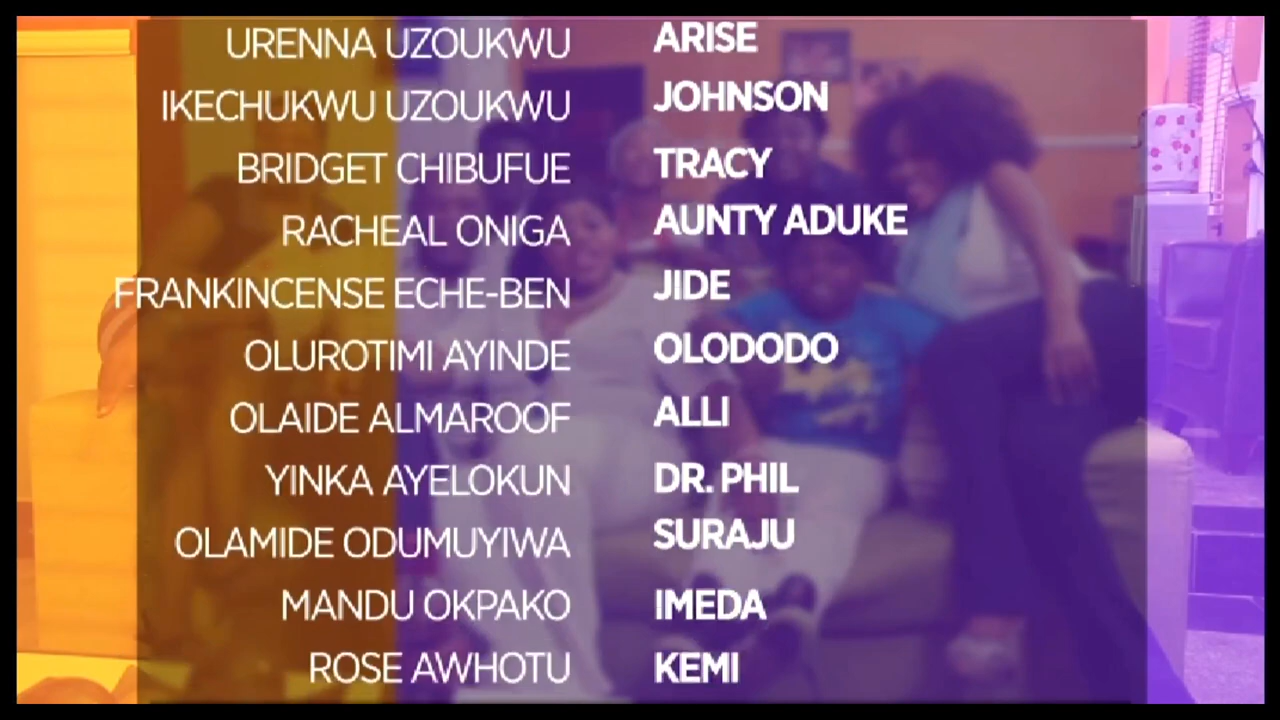 URENNA UZOUKWU ARISE
IKECHUKWU UZOUKWU JOHNSON
BRIDGET CHIBUFUE TRACY
RACHEAL ONIGA AUNTY ADUKE
FRANKINCENSE ECHE-BEN JIDE
OLUROTIMI AYINDE OLODODO
OLAIDE ALMAROOF ALLI
YINKA AYELOKUN DR. PHIL
OLAMIDE ODUMUYIWA SURAJU
MANDU OKPAKO IMEDA
ROSE AWHOTU KEMI